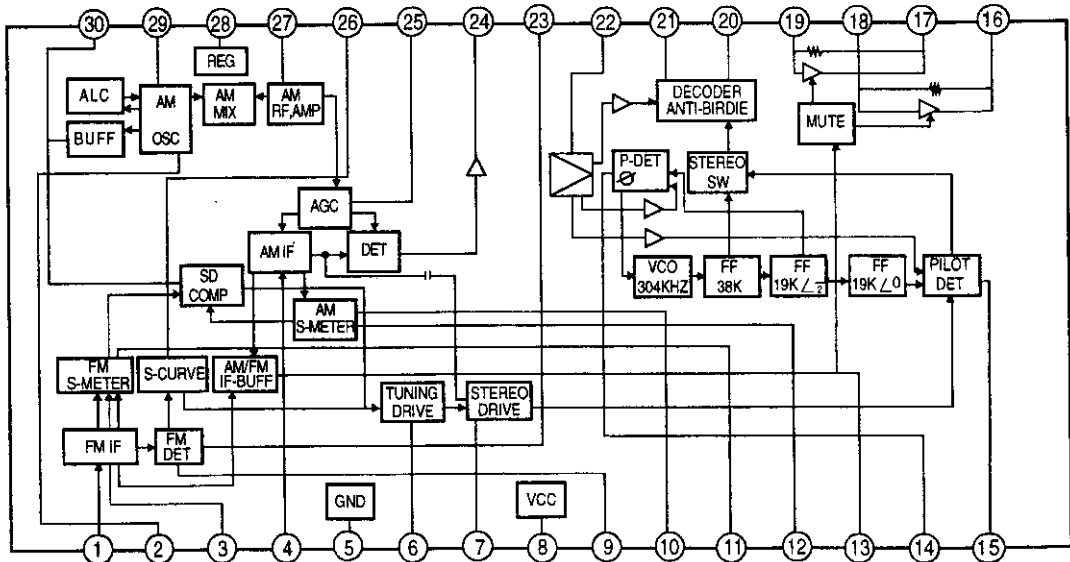 30 29 28 27 26 25 24 23 22 21 20 19 18 17 16
REG
ALC
AM
OSC
AM
MIX
AM
RF,AMP
BUFF
DECODER
ANTI-BIRDIE
MUTE
P-DET
STEREO
SW
AGC
AM IF
DET
SD
COMP
VCO
304KHZ
FF
38K
FF
19K∠π/2
FF
19K∠0
PILOT
DET
AM
S-METER
FM
S-METER
S-CURVE
AM/FM
IF-BUFF
TUNING
DRIVE
STEREO
DRIVE
FM IF
FM
DET
GND
VCC
1 2 3 4 5 6 7 8 9 10 11 12 13 14 15